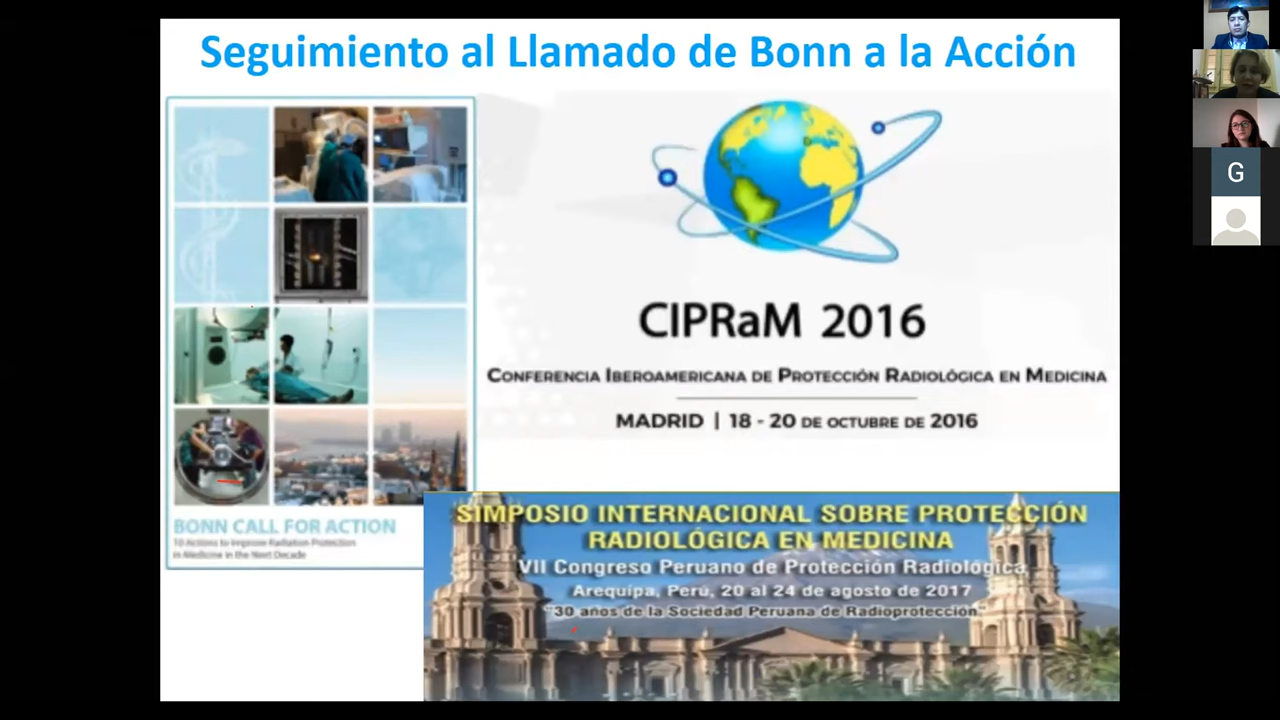 Seguimiento al Llamado de Bonn a la Acción
BONN CALL FOR ACTION
10 Actions to Improve Radiation Protection
in Medicine in the Next Decade
CIPRaM 2016
CONFERENCIA IBEROAMERICANA DE PROTECCIÓN RADIOLÓGICA EN MEDICINA
MADRID | 18 - 20 DE OCTUBRE DE 2016
SIMPOSIO INTERNACIONAL SOBRE PROTECCIÓN
RADIOLÓGICA EN MEDICINA
VII Congreso Peruano de Protección Radiológica
Arequipa, Perú, 20 al 24 de agosto de 2017
"30 años de la Sociedad Peruana de Radioprotección"
G